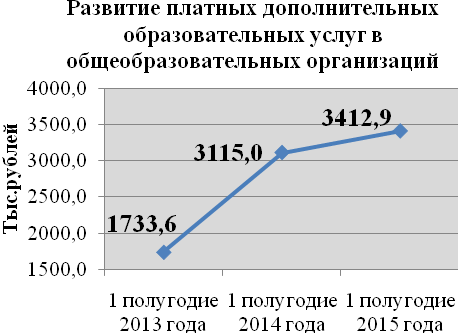 Развитие платных дополнительных
образовательных услуг в
общеобразовательных организаций
Тыс.рублей
4000,0
3500,0
3000,0
2500,0
2000,0
1500,0
1733,6
3115,0
3412,9
1 полугодие 2013 года
1 полугодие 2014 года
1 полугодие 2015 года